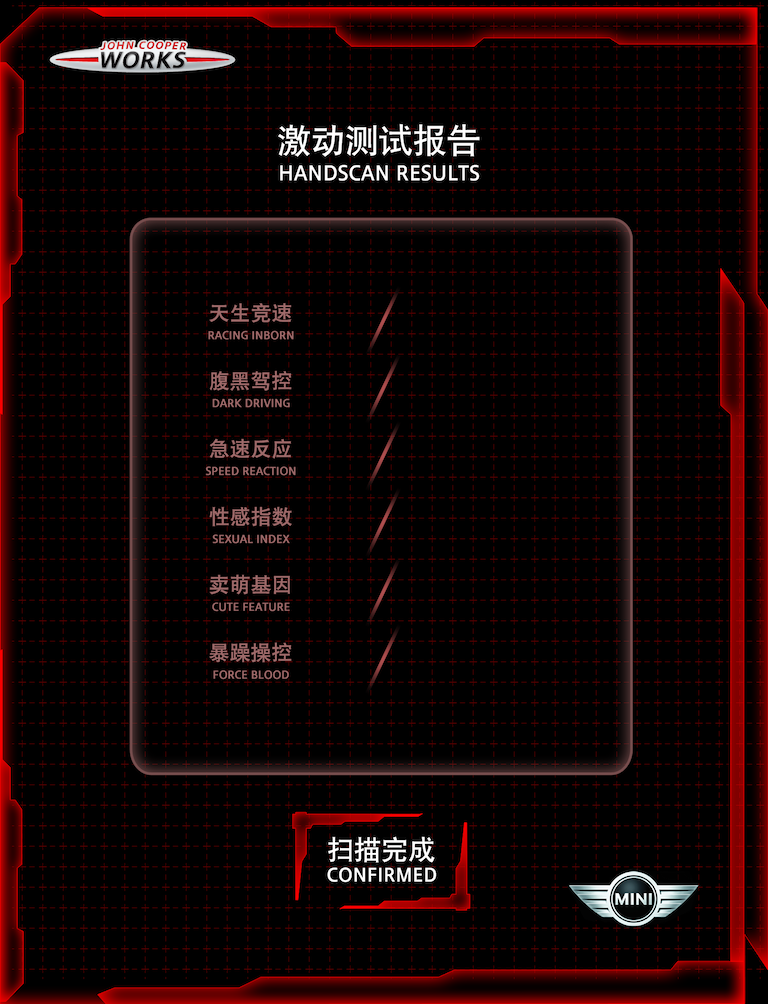 JOHN COOPER
WORKS
激动测试报告
HANDSCAN RESULTS
天生竞速
RACING INBORN
腹黑驾控
DARK DRIVING
急速反应
SPEED REACTION
性感指数
SEXUAL INDEX
卖萌基因
CUTE FEATURE
暴躁操控
FORCE BLOOD
扫描完成
CONFIRMED
MINI